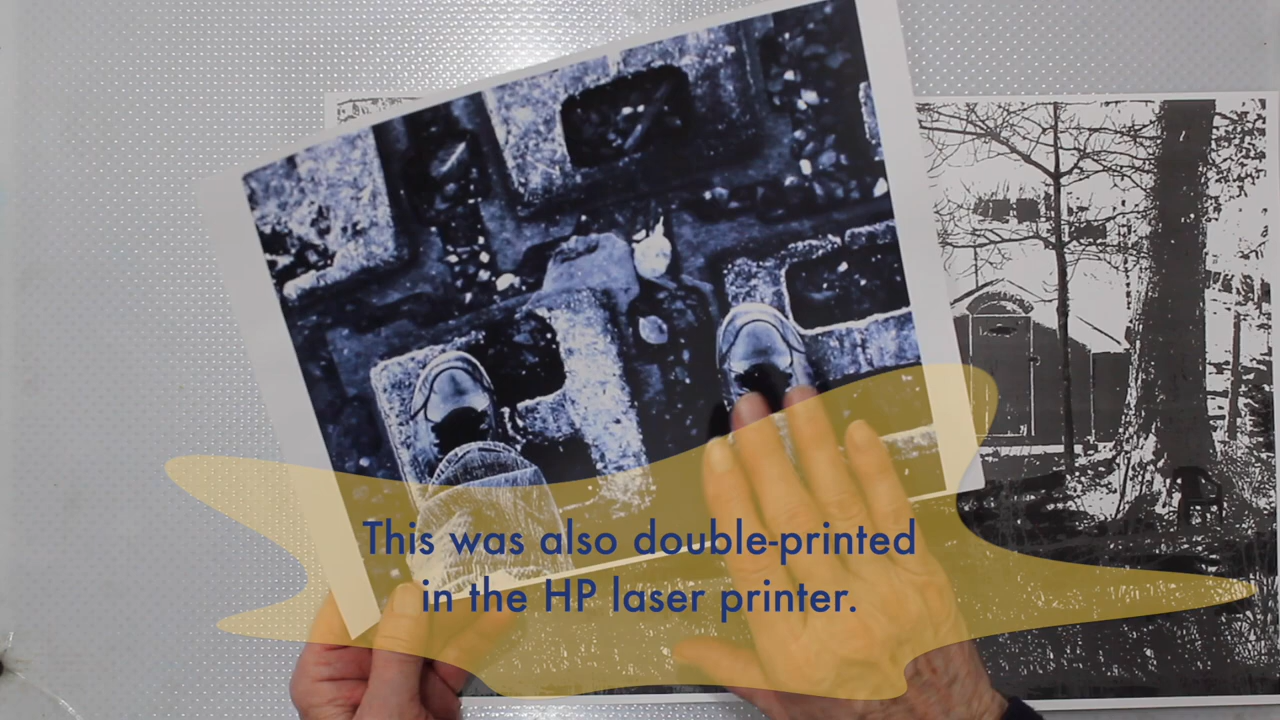 This was also double-printed
in the HP laser printer.